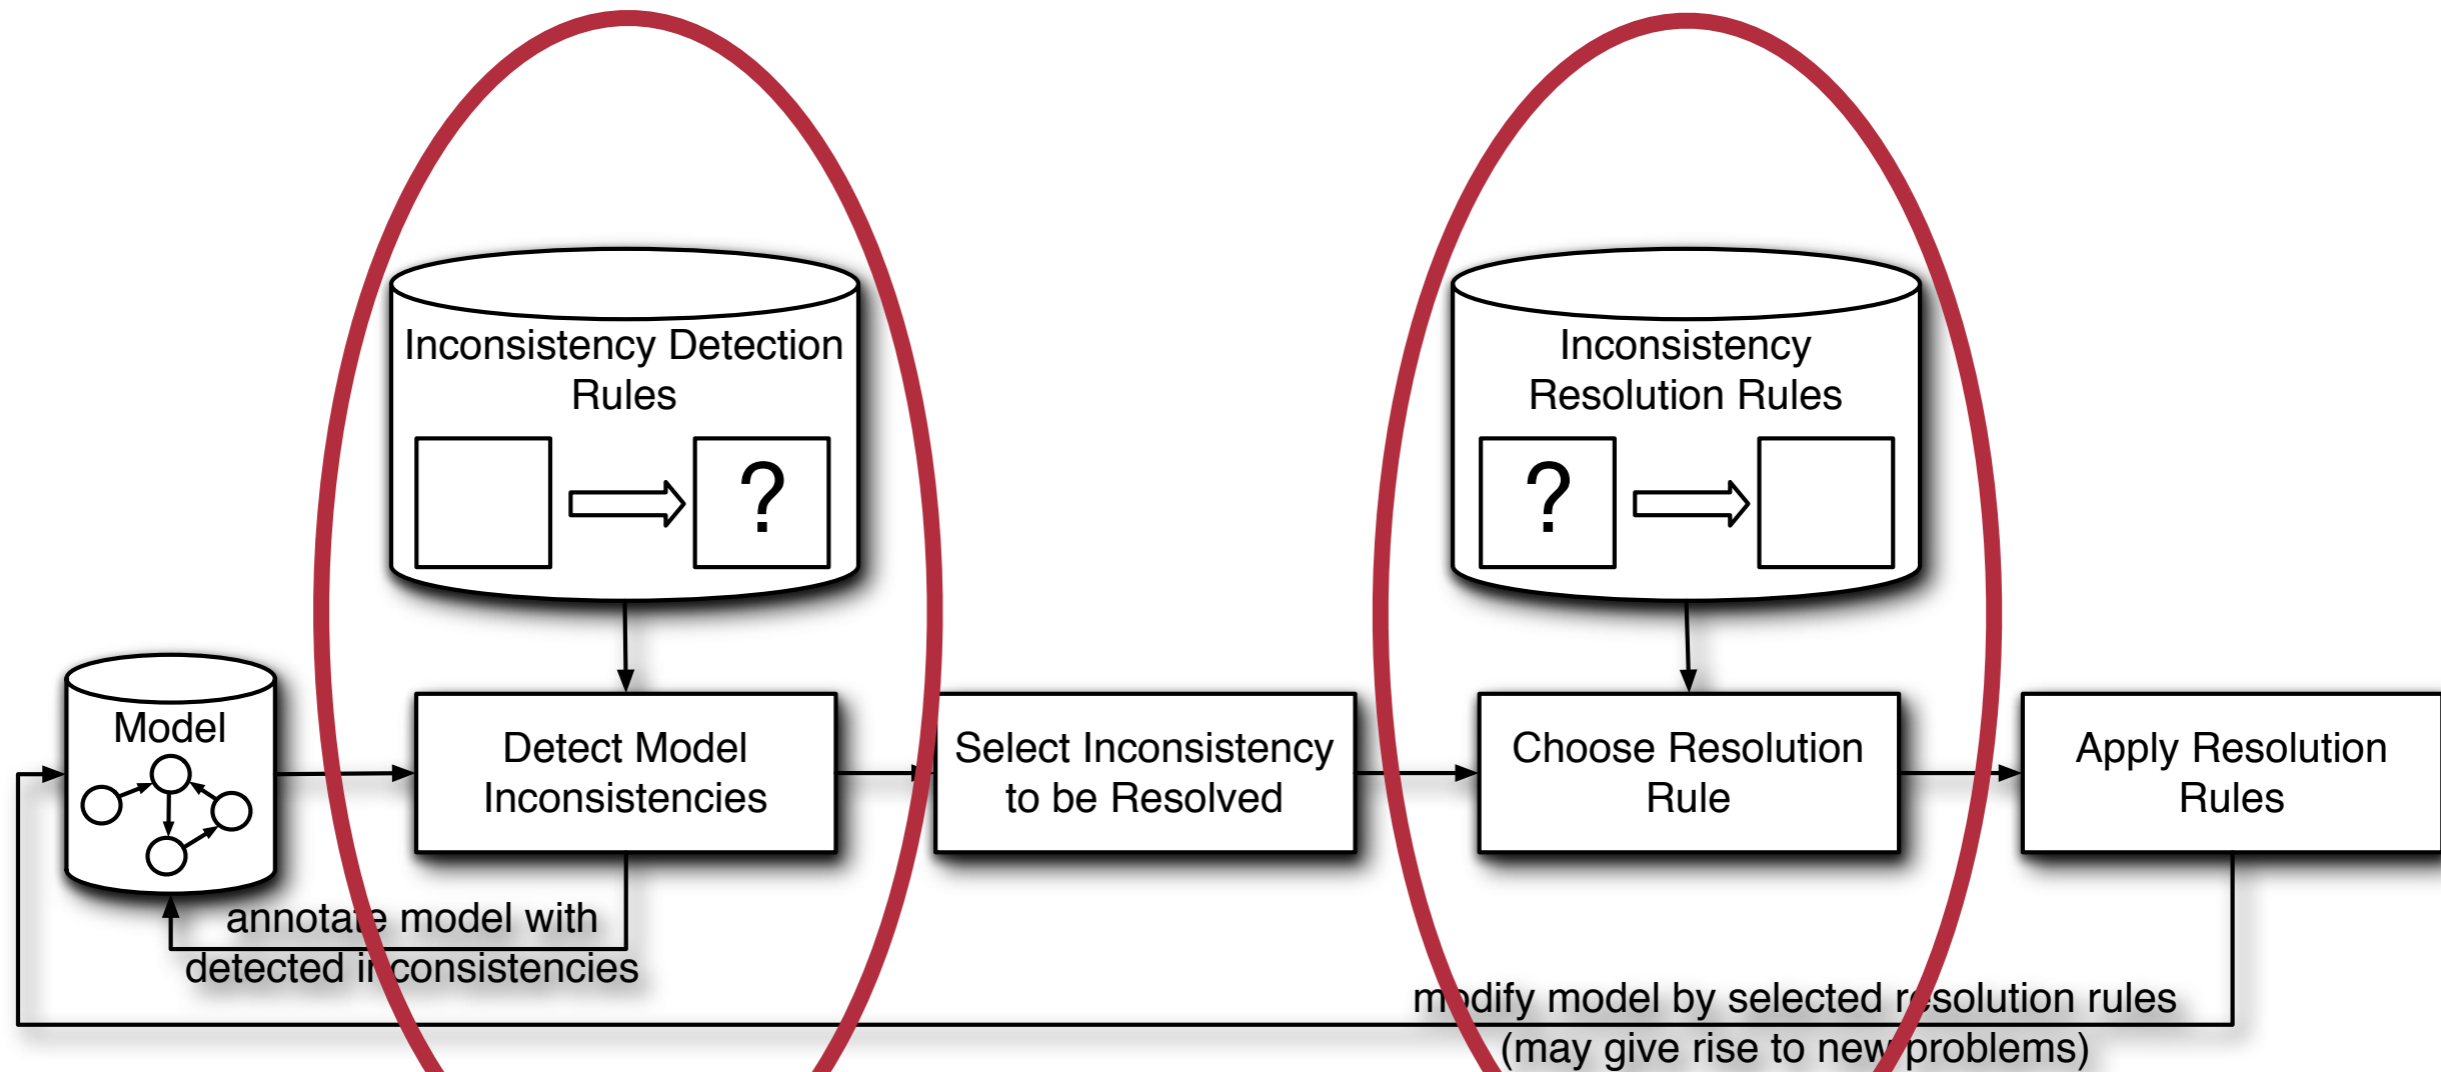 Inconsistency Detection
Rules
?
Inconsistency
Resolution Rules
?
Model
Detect Model
Inconsistencies
Select Inconsistency
to be Resolved
Choose Resolution
Rule
Apply Resolution
Rules
annotate model with
detected inconsistencies
modify model by selected resolution rules
(may give rise to new problems)